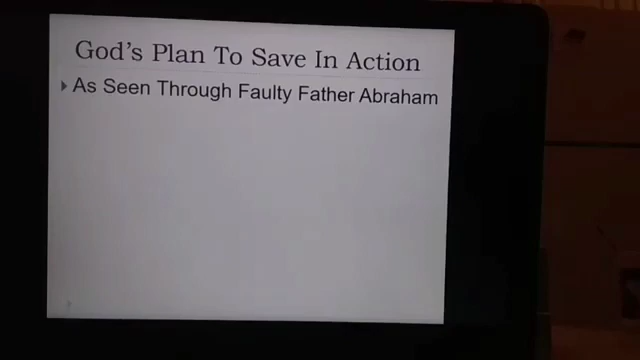 God's Plan To Save In Action
As Seen Through Faulty Father Abraham